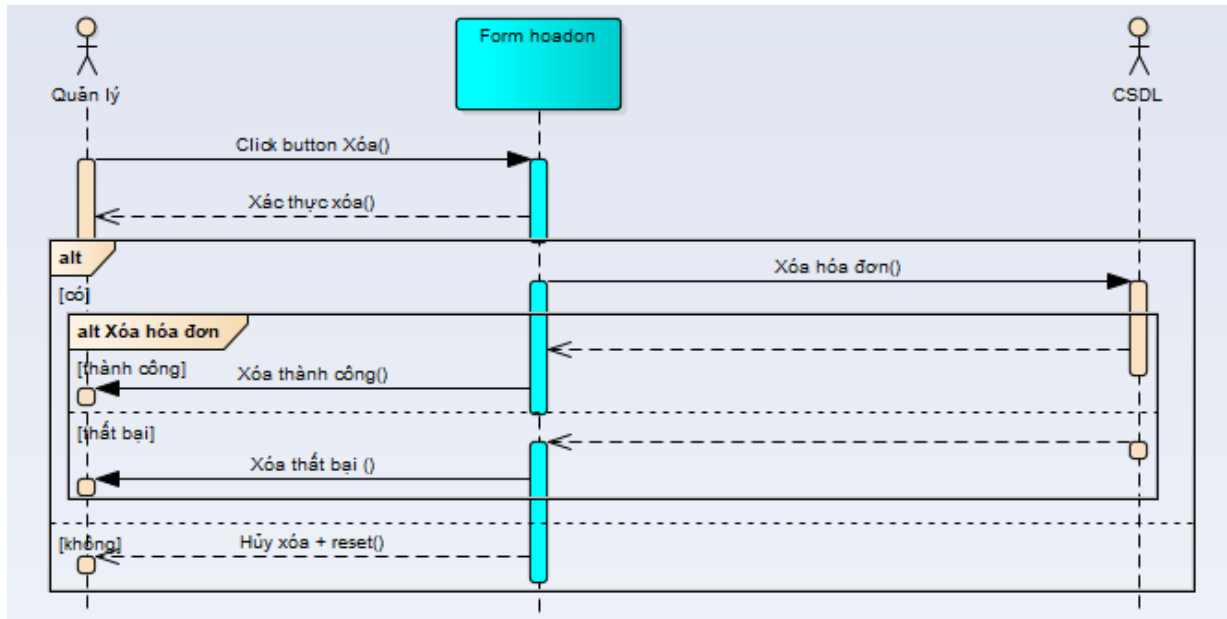 Form hoadon
Quản lý
CSDL
Click button Xóa()
Xác thực xóa()
alt
Xóa hóa đơn()
[có]
alt Xóa hóa đơn
[thành công]
Xóa thành công()
[thất bại]
Xóa thất bại ()
[không]
Hủy xóa + reset()